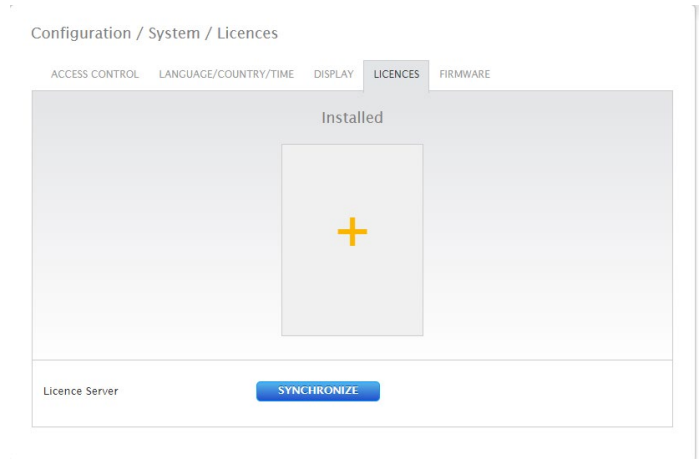 Configuration / System / Licences
ACCESS CONTROL LANGUAGE/COUNTRY/TIME DISPLAY LICENCES FIRMWARE
Installed
+
Licence Server SYNCHRONIZE